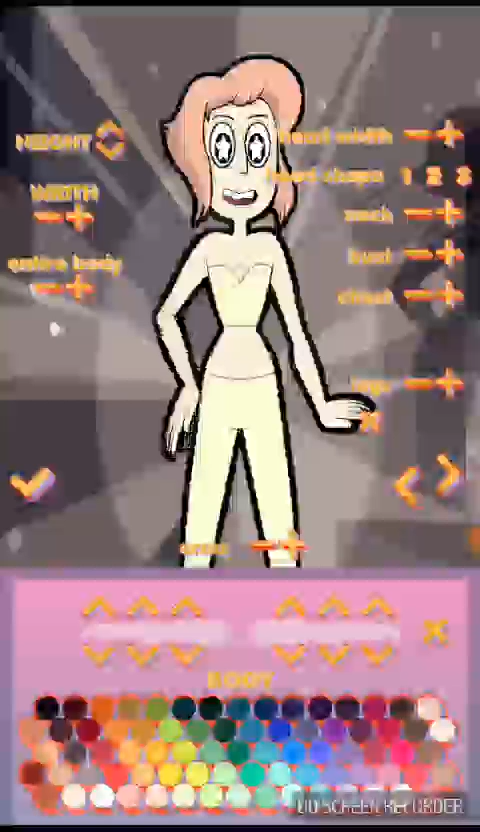 HEIGHT
head width
WIDTH
head shape 1 2 3
neck
entire body
bust
chest
legs
BODY
DU SCREEN RECORDER